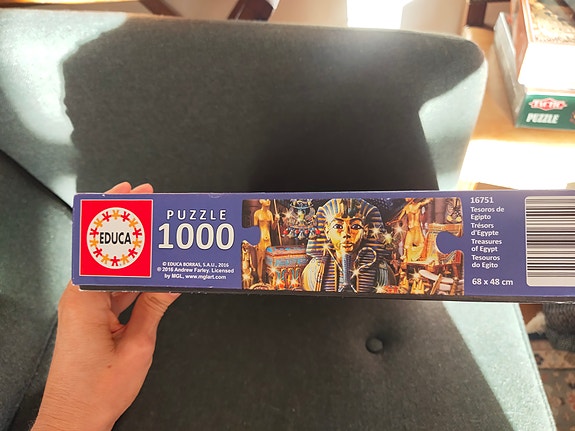 EDUCA
PUZZLE
1000
© EDUCA BORRAS, S.A.U., 2016
© 2016 Andrew Farley. Licensed
by MGL, www.mglart.com
16751
Tesoros de
Egipto
Trésors
d'Egypte
Treasures
of Egypt
Tesouros
do Egito
68 x 48 cm
PUZZLE